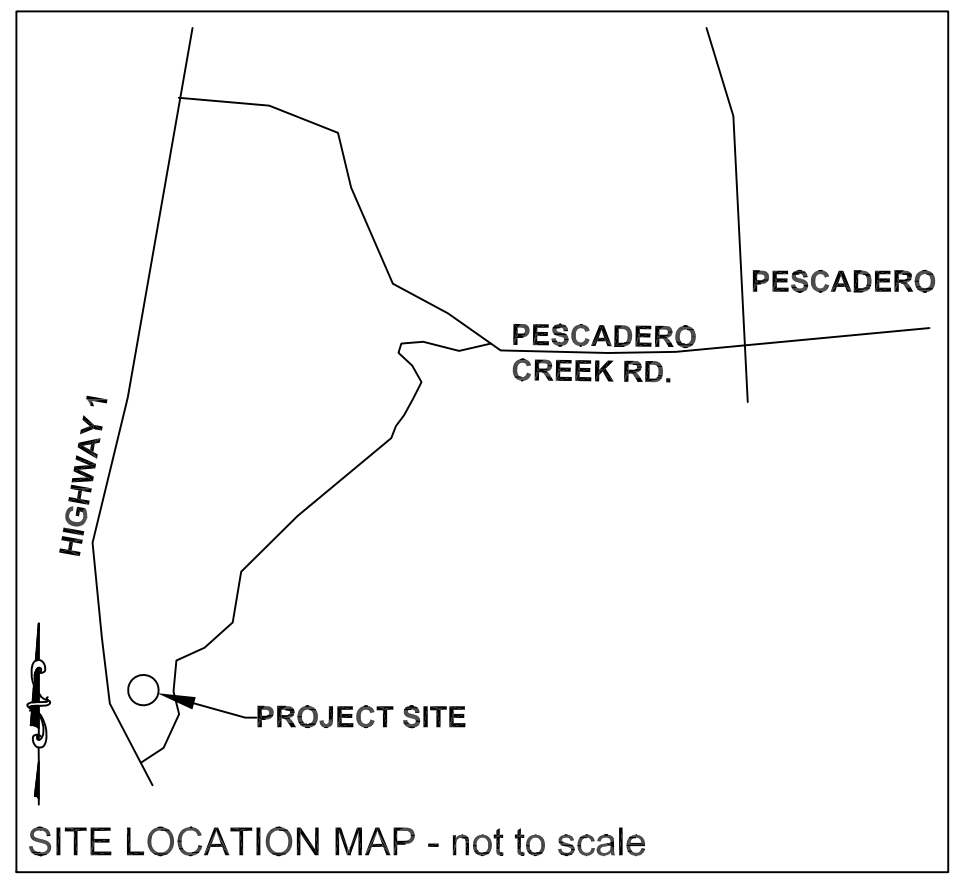 PESCADERO
PESCADERO
CREEK RD.
HIGHWAY 1
PROJECT SITE
SITE LOCATION MAP - not to scale